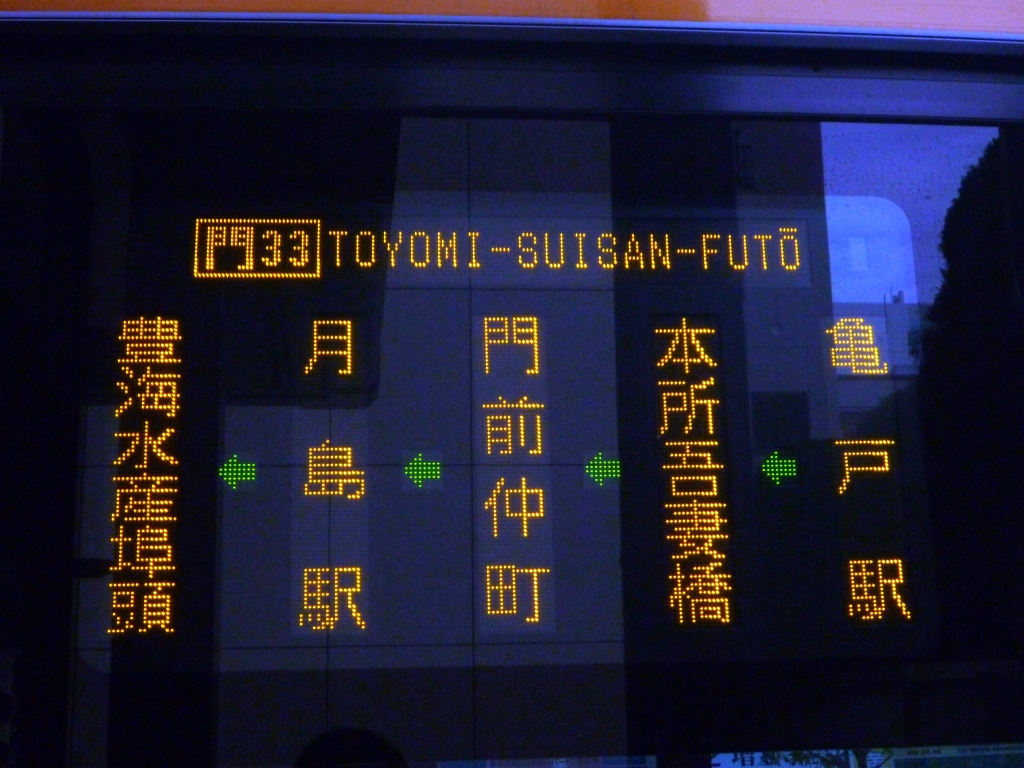 門33 TOYOMI-SUISAN-FUTŌ
亀戸駅
←
本所吾妻橋
←
門前仲町
←
月島駅
←
豊海水産埠頭